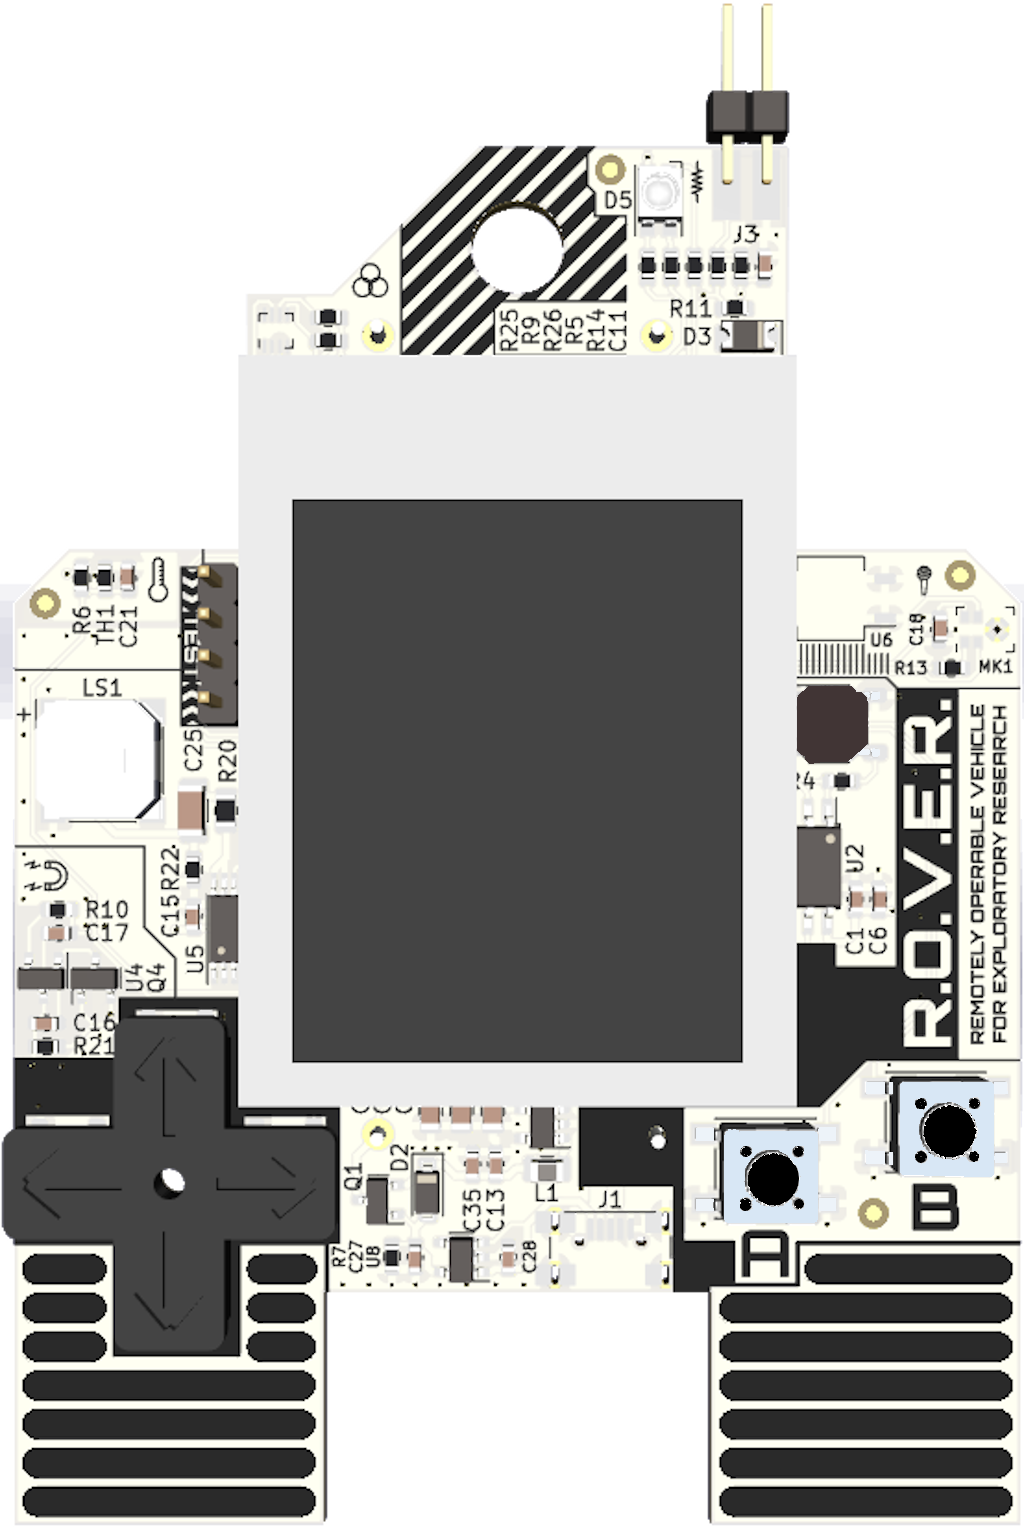 D5
J3
R11
D3
R25
R9
R26
R5
R14
C11
R6
TH1
C21
U6
C18
R13
MK1
LS1
+
C25
R20
R4
U2
C15
R22
R10
C17
U5
U4
Q4
C1
C6
C16
R21
R.O.V.E.R.
REMOTELY OPERABLE VEHICLE
FOR EXPLORATORY RESEARCH
Q1
D2
L1
J1
C35
C13
R7
C27
U8
C28
A
B